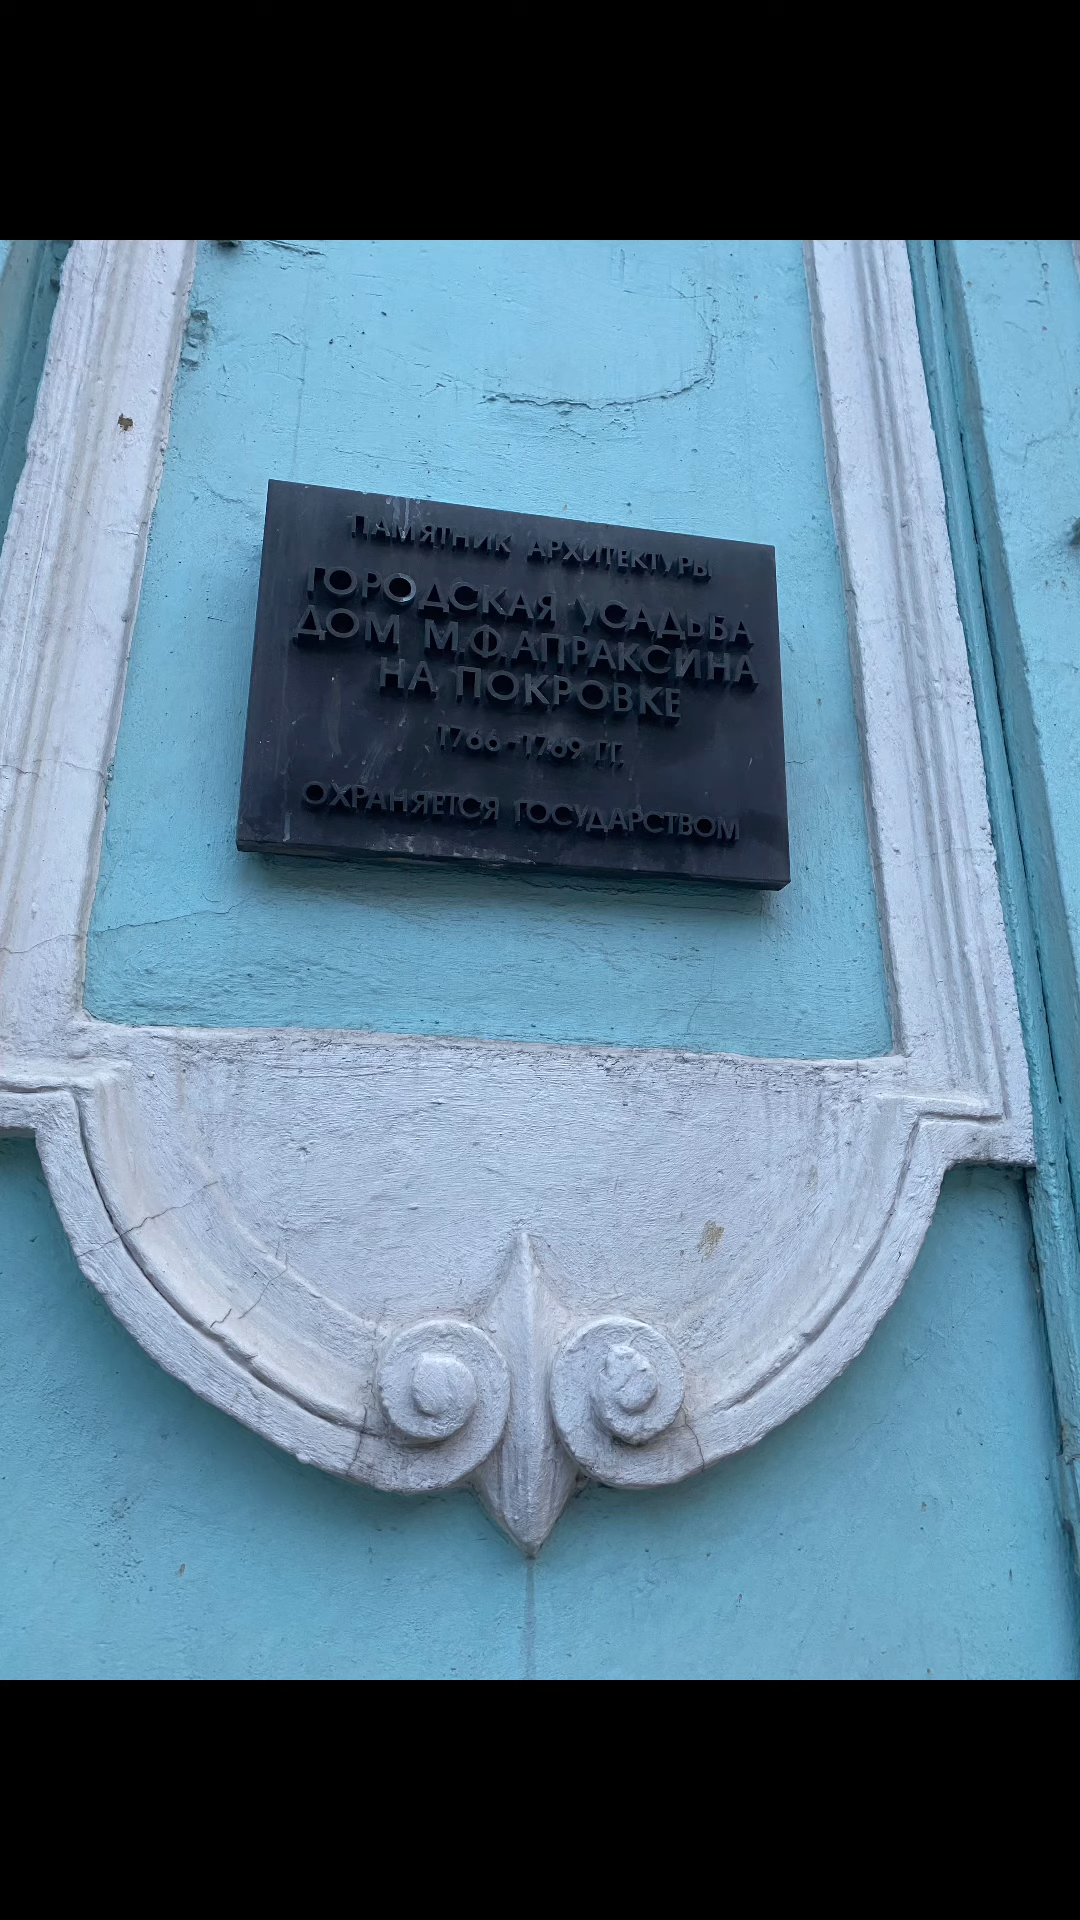 ПАМЯТНИК АРХИТЕКТУРЫ
ГОРОДСКАЯ УСАДЬБА
ДОМ М.Ф.АПРАКСИНА
НА ПОКРОВКЕ
1766-1769 ГГ.
ОХРАНЯЕТСЯ ГОСУДАРСТВОМ